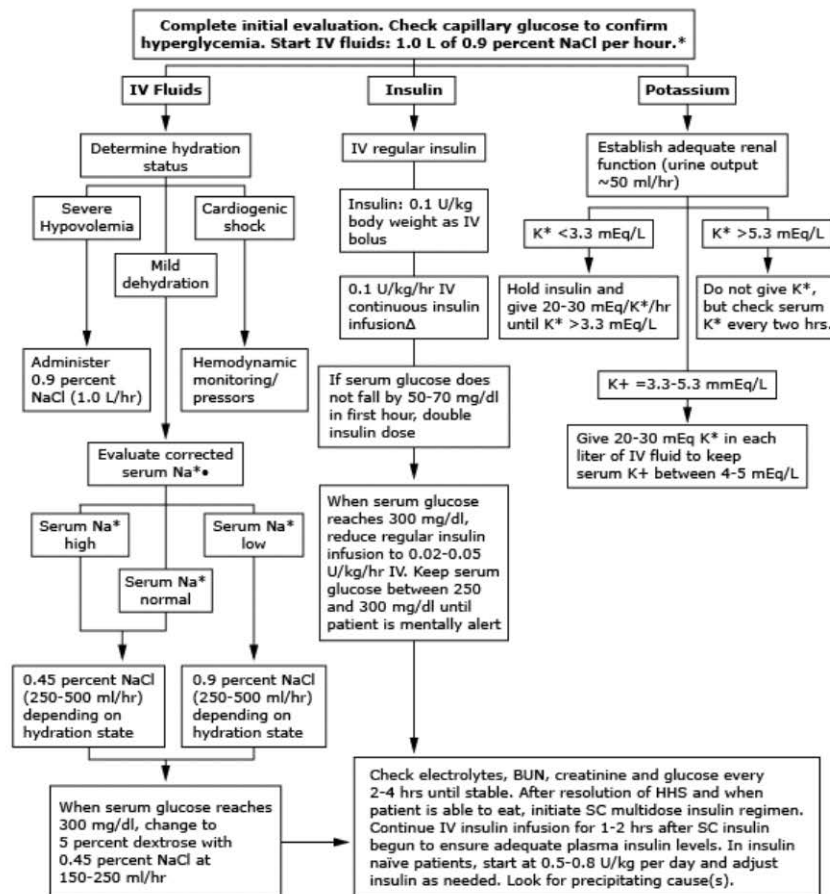 Complete initial evaluation. Check capillary glucose to confirm
hyperglycemia. Start IV fluids: 1.0 L of 0.9 percent NaCl per hour.*
IV Fluids
Determine hydration
status
Severe
Hypovolemia
Cardiogenic
shock
Mild
dehydration
Administer
0.9 percent
NaCl (1.0 L/hr)
Hemodynamic
monitoring/
pressors
Evaluate corrected
serum Na*•
Serum Na*
high
Serum Na*
low
Serum Na*
normal
0.45 percent NaCl
(250-500 ml/hr)
depending on
hydration state
0.9 percent NaCl
(250-500 ml/hr)
depending on
hydration state
When serum glucose reaches
300 mg/dl, change to
5 percent dextrose with
0.45 percent NaCl at
150-250 ml/hr
Insulin
IV regular insulin
Insulin: 0.1 U/kg
body weight as IV
bolus
0.1 U/kg/hr IV
continuous insulin
infusionΔ
If serum glucose does
not fall by 50-70 mg/dl
in first hour, double
insulin dose
When serum glucose
reaches 300 mg/dl,
reduce regular insulin
infusion to 0.02-0.05
U/kg/hr IV. Keep serum
glucose between 250
and 300 mg/dl until
patient is mentally alert
Potassium
Establish adequate renal
function (urine output
~50 ml/hr)
K* <3.3 mEq/L
K* >5.3 mEq/L
Hold insulin and
give 20-30 mEq/K*/hr
until K* >3.3 mEq/L
Do not give K*,
but check serum
K* every two hrs.
K+ =3.3-5.3 mmEq/L
Give 20-30 mEq K* in each
liter of IV fluid to keep
serum K+ between 4-5 mEq/L
Check electrolytes, BUN, creatinine and glucose every
2-4 hrs until stable. After resolution of HHS and when
patient is able to eat, initiate SC multidose insulin regimen.
Continue IV insulin infusion for 1-2 hrs after SC insulin
begun to ensure adequate plasma insulin levels. In insulin
naïve patients, start at 0.5-0.8 U/kg per day and adjust
insulin as needed. Look for precipitating cause(s).